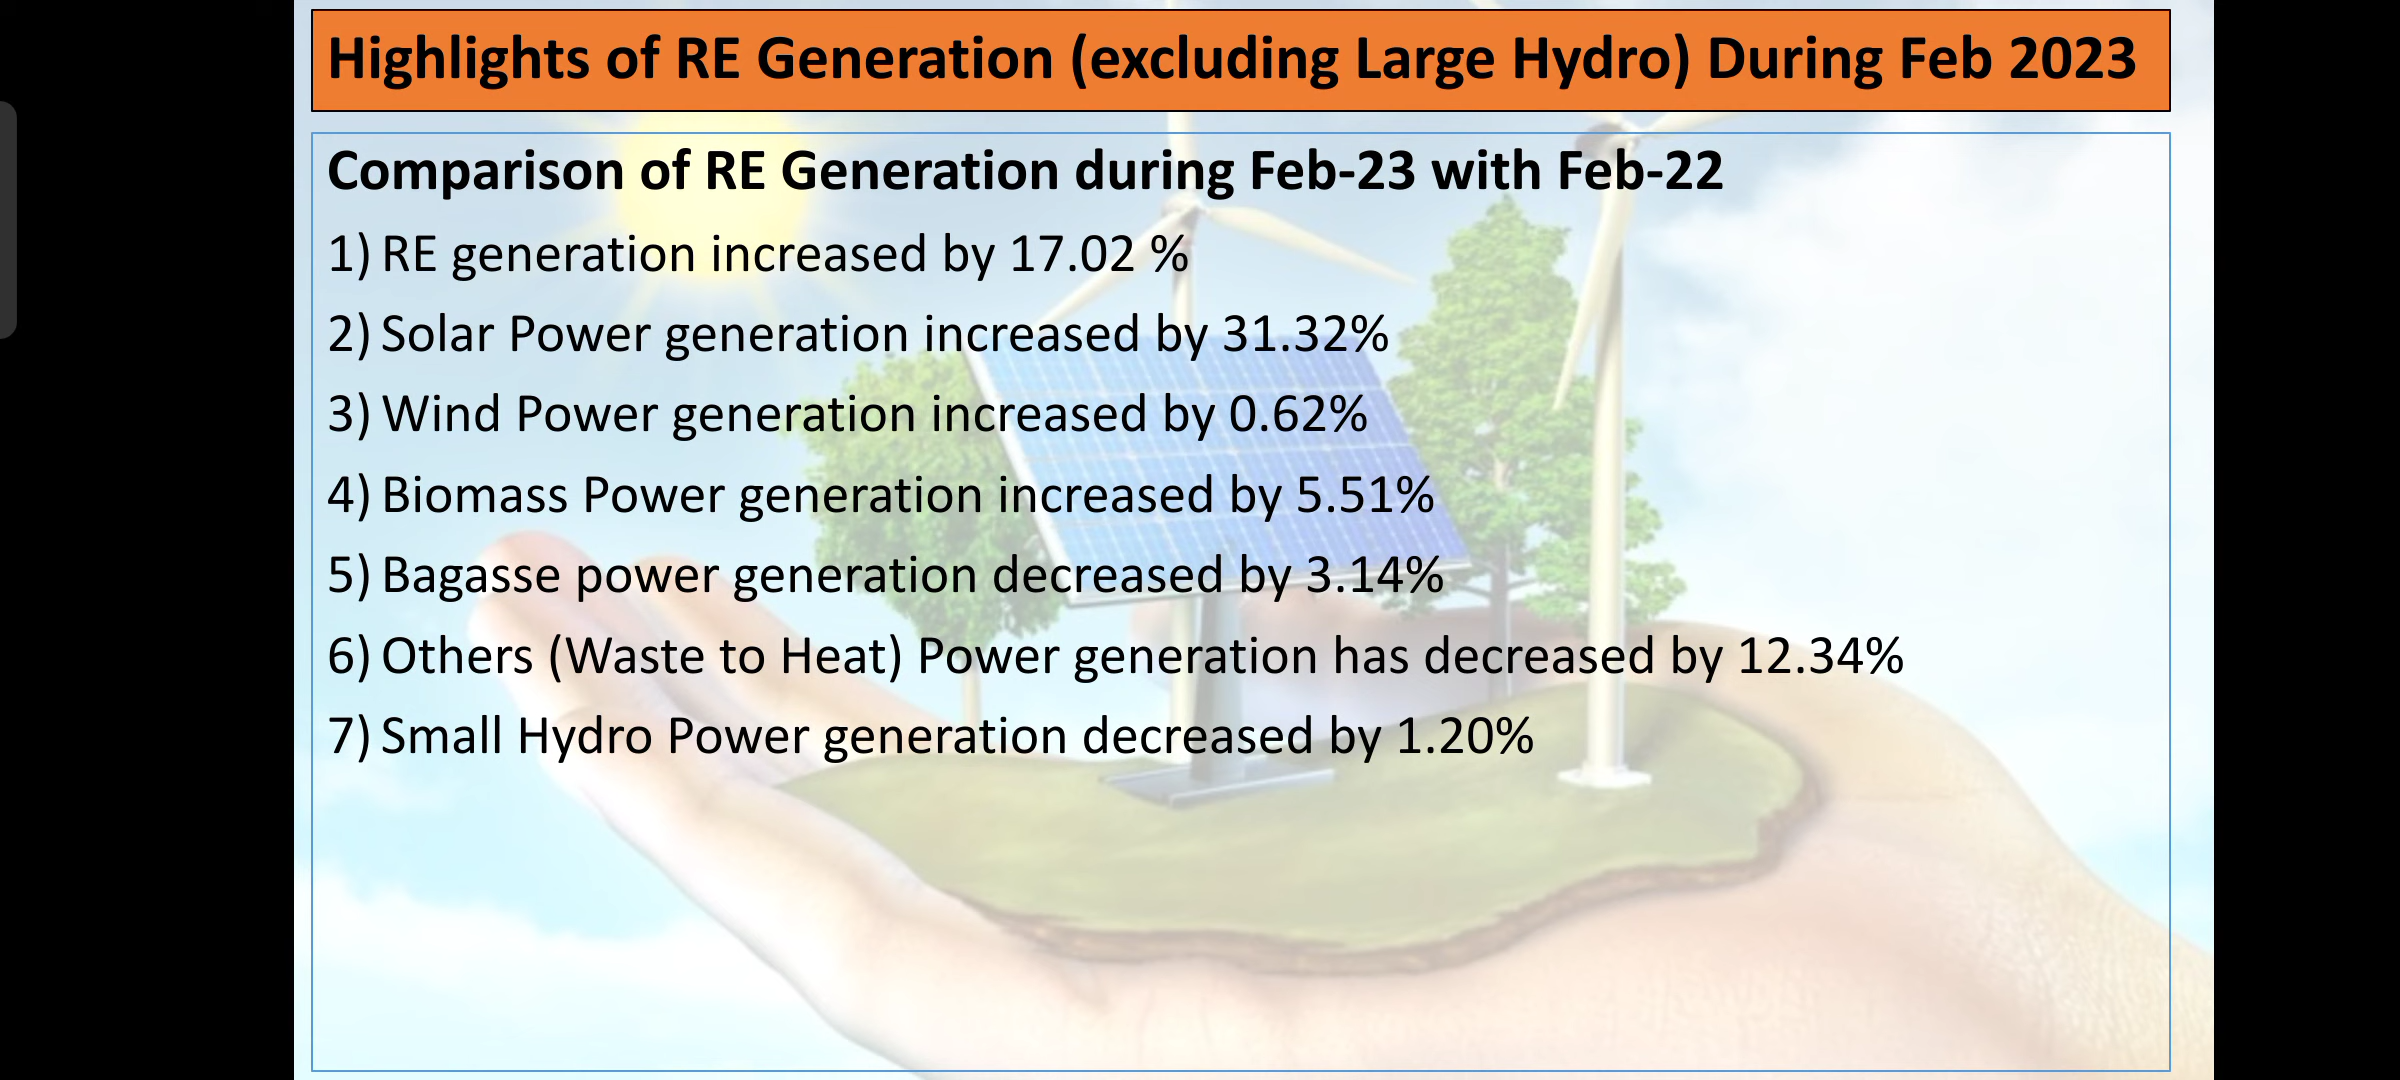 Highlights of RE Generation (excluding Large Hydro) During Feb 2023
Comparison of RE Generation during Feb-23 with Feb-22
1) RE generation increased by 17.02 %
2) Solar Power generation increased by 31.32%
3) Wind Power generation increased by 0.62%
4) Biomass Power generation increased by 5.51%
5) Bagasse power generation decreased by 3.14%
6) Others (Waste to Heat) Power generation has decreased by 12.34%
7) Small Hydro Power generation decreased by 1.20%